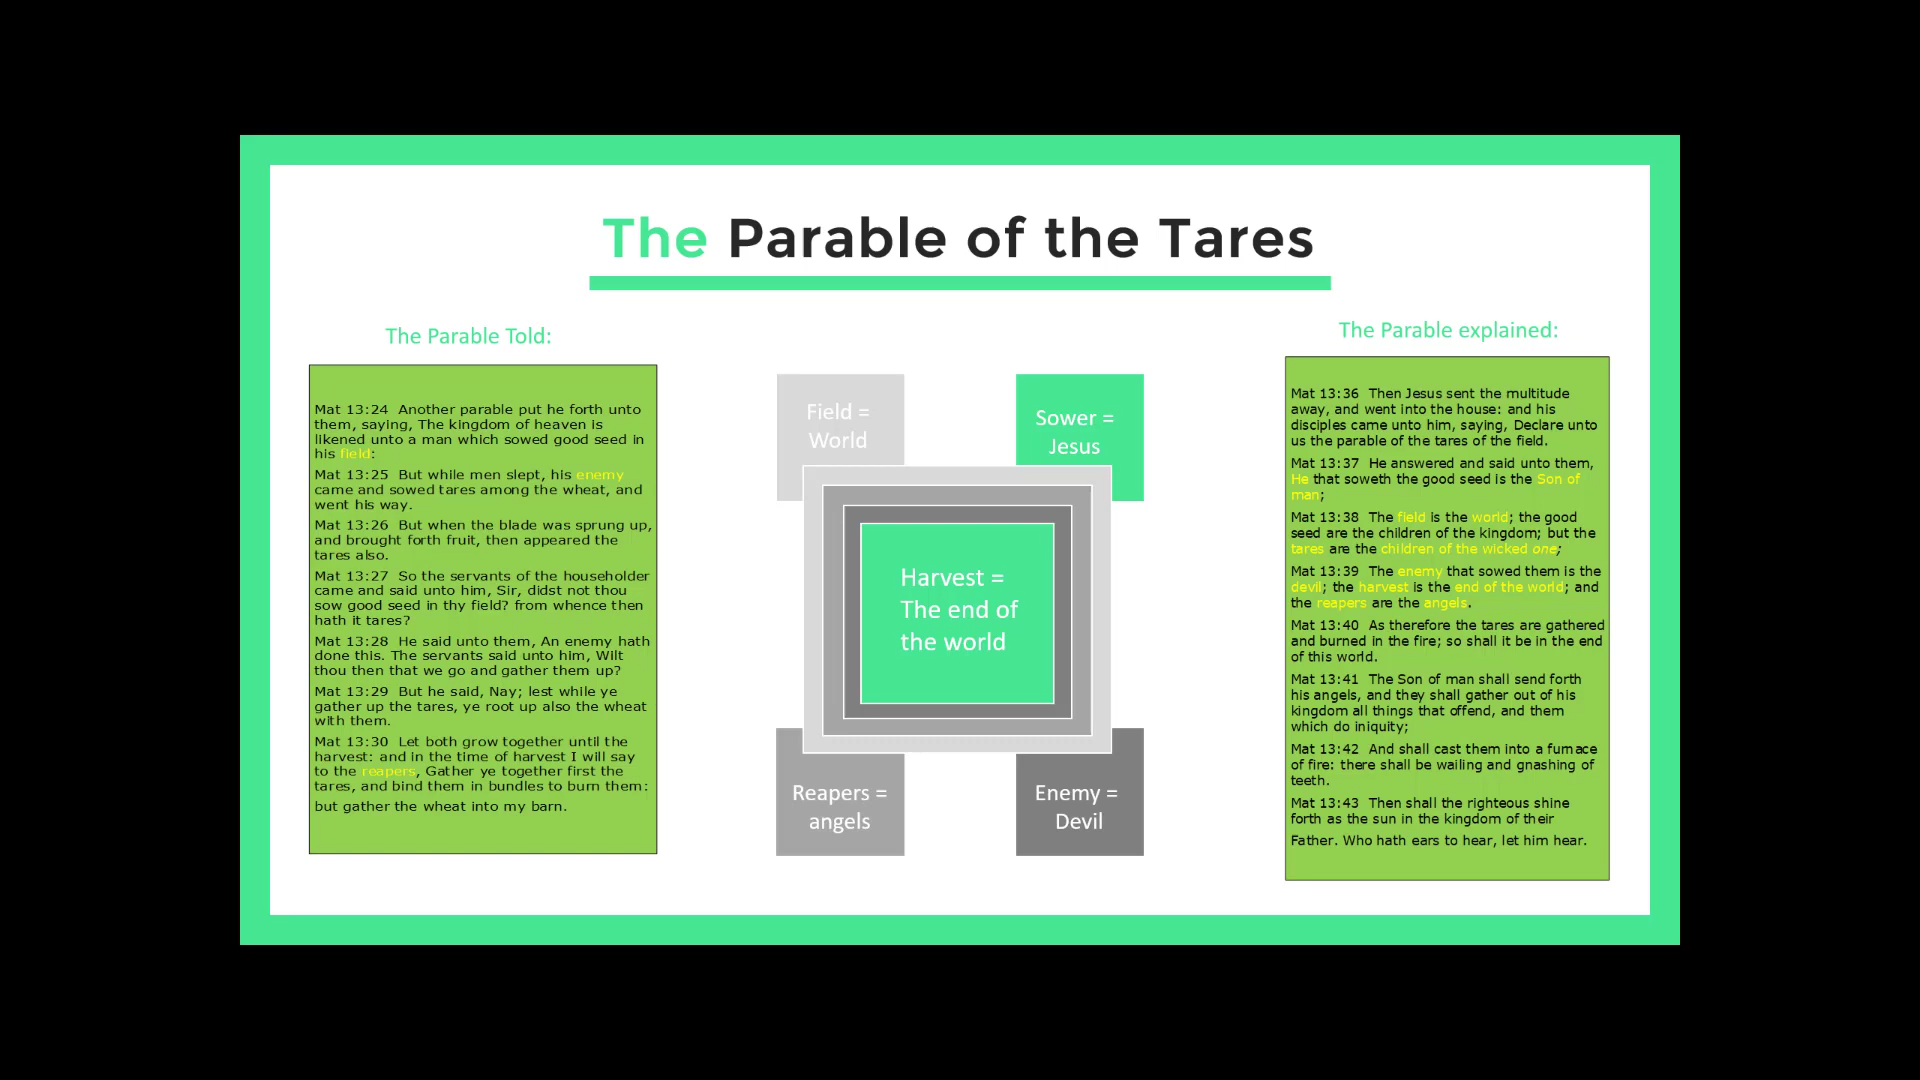 The Parable of the Tares
The Parable Told:
Mat 13:24  Another parable put he forth unto
them, saying, The kingdom of heaven is
likened unto a man which sowed good seed in
his field:
Mat 13:25  But while men slept, his enemy
came and sowed tares among the wheat, and
went his way.
Mat 13:26  But when the blade was sprung up,
and brought forth fruit, then appeared the
tares also.
Mat 13:27  So the servants of the householder
came and said unto him, Sir, didst not thou
sow good seed in thy field? from whence then
hath it tares?
Mat 13:28  He said unto them, An enemy hath
done this. The servants said unto him, Wilt
thou then that we go and gather them up?
Mat 13:29  But he said, Nay; lest while ye
gather up the tares, ye root up also the wheat
with them.
Mat 13:30  Let both grow together until the
harvest: and in the time of harvest I will say
to the reapers, Gather ye together first the
tares, and bind them in bundles to burn them:
but gather the wheat into my barn.
Field =
World
Sower =
Jesus
Harvest =
The end of
the world
Reapers =
angels
Enemy =
Devil
The Parable explained:
Mat 13:36  Then Jesus sent the multitude
away, and went into the house: and his
disciples came unto him, saying, Declare unto
us the parable of the tares of the field.
Mat 13:37  He answered and said unto them,
He that soweth the good seed is the Son of
man;
Mat 13:38  The field is the world; the good
seed are the children of the kingdom; but the
tares are the children of the wicked one;
Mat 13:39  The enemy that sowed them is the
devil; the harvest is the end of the world; and
the reapers are the angels.
Mat 13:40  As therefore the tares are gathered
and burned in the fire; so shall it be in the end
of this world.
Mat 13:41  The Son of man shall send forth
his angels, and they shall gather out of his
kingdom all things that offend, and them
which do iniquity;
Mat 13:42  And shall cast them into a furnace
of fire: there shall be wailing and gnashing of
teeth.
Mat 13:43  Then shall the righteous shine
forth as the sun in the kingdom of their
Father. Who hath ears to hear, let him hear.